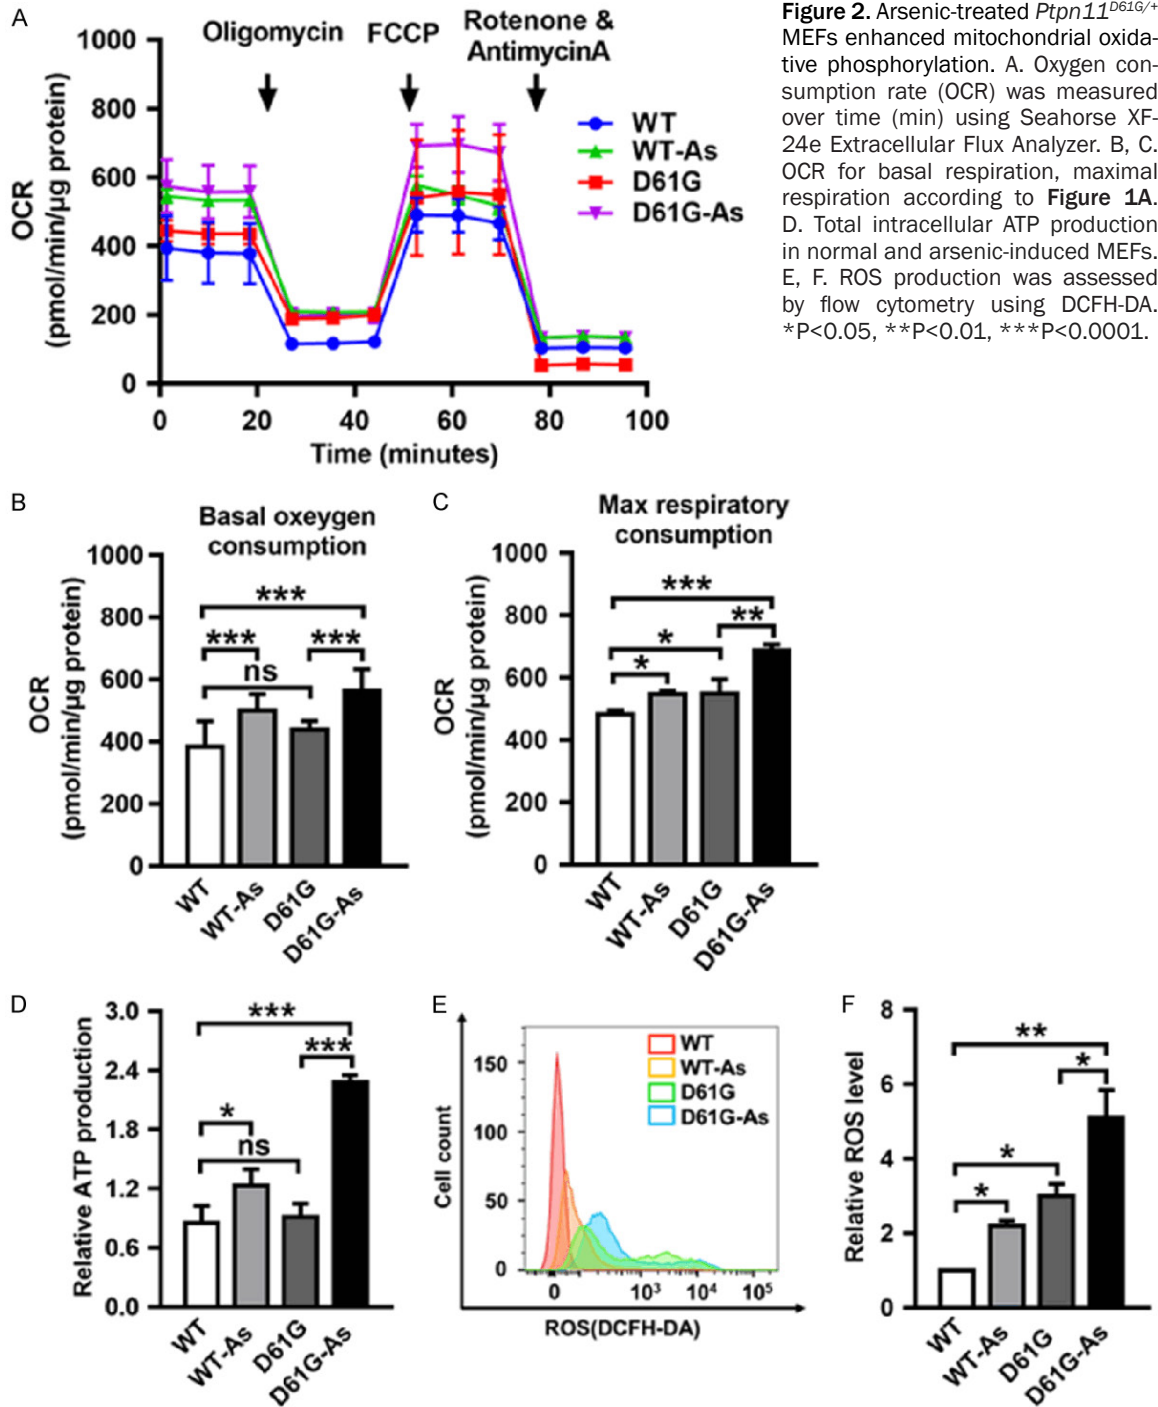 A
Oligomycin
FCCP
Rotenone &
AntimycinA
1000
800
600
400
200
0
OCR
(pmol/min/µg protein)
WT
WT-As
D61G
D61G-As
0 20 40 60 80 100
Time (minutes)
Figure 2. Arsenic-treated Ptpn11D61G/+
MEFs enhanced mitochondrial oxida-
tive phosphorylation. A. Oxygen con-
sumption rate (OCR) was measured
over time (min) using Seahorse XF-
24e Extracellular Flux Analyzer. B, C.
OCR for basal respiration, maximal
respiration according to Figure 1A.
D. Total intracellular ATP production
in normal and arsenic-induced MEFs.
E, F. ROS production was assessed
by flow cytometry using DCFH-DA.
*P<0.05, **P<0.01, ***P<0.0001.
B
Basal oxeygen
consumption
1000
800
600
400
200
0
OCR
(pmol/min/µg protein)
***
*** ***
ns
WT
WT-As
D61G
D61G-As
C
Max respiratory
consumption
1000
800
600
400
200
0
OCR
(pmol/min/µg protein)
***
**
*
*
WT
WT-As
D61G
D61G-As
D
3.0
2.4
1.8
1.2
0.6
0.0
Relative ATP production
***
***
*
ns
WT
WT-As
D61G
D61G-As
E
Cell count
150
100
50
0
WT
WT-As
D61G
D61G-As
0 10³ 10⁴ 10⁵
ROS(DCFH-DA)
F
8
6
4
2
0
Relative ROS level
**
*
*
*
WT
WT-As
D61G
D61G-As